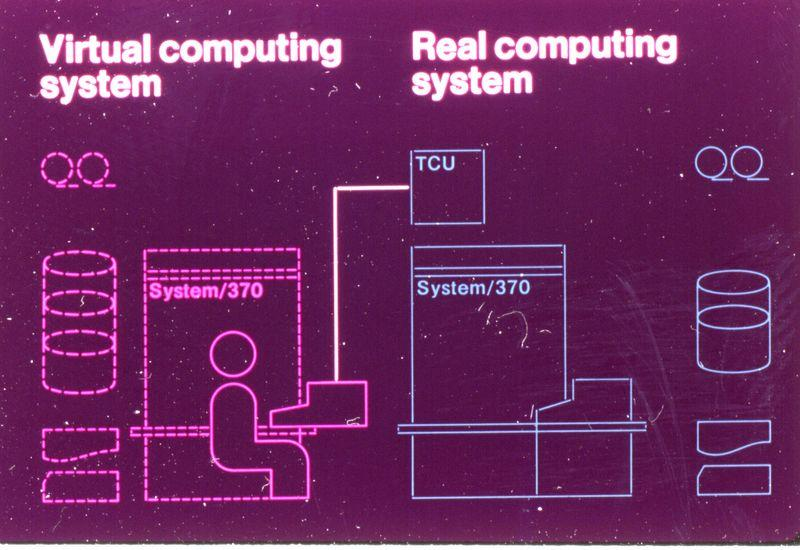 Virtual computing
system
Real computing
system
TCU
System/370
System/370